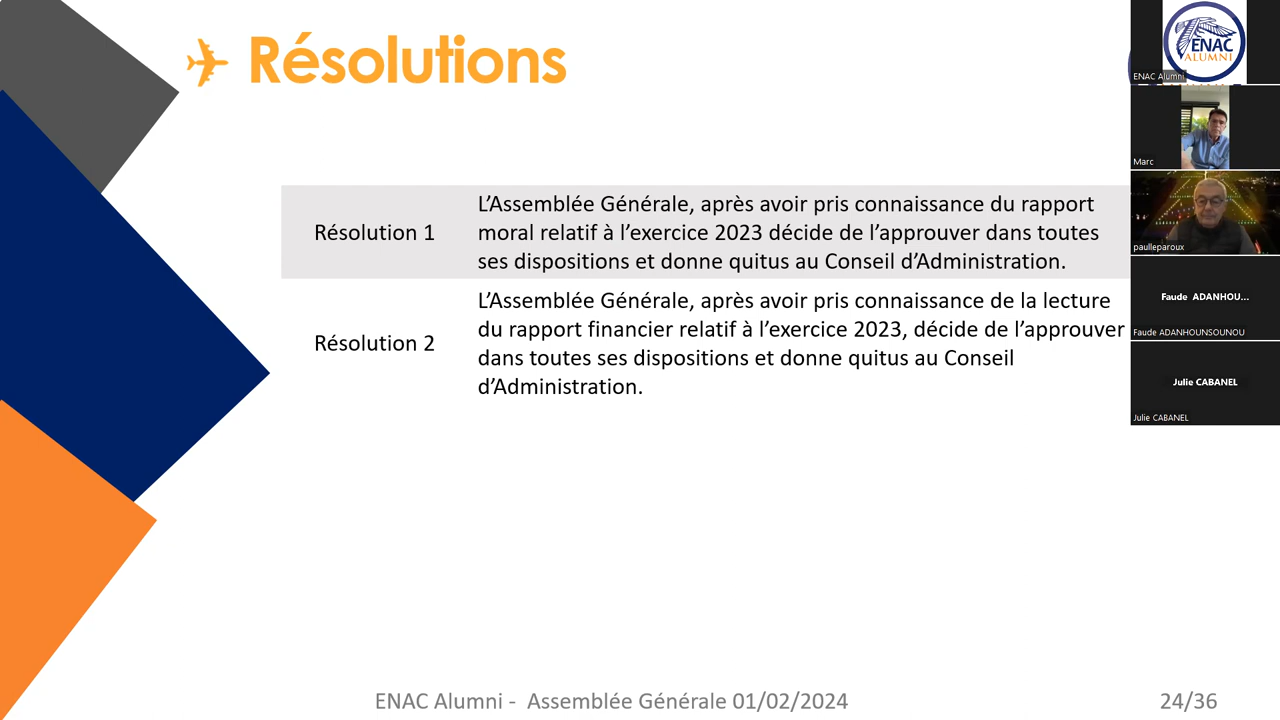 Résolutions
Résolution 1
L’Assemblée Générale, après avoir pris connaissance du rapport
moral relatif à l’exercice 2023 décide de l’approuver dans toutes
ses dispositions et donne quitus au Conseil d’Administration.
Résolution 2
L’Assemblée Générale, après avoir pris connaissance de la lecture
du rapport financier relatif à l’exercice 2023, décide de l’approuver
dans toutes ses dispositions et donne quitus au Conseil
d’Administration.
ENAC Alumni - Assemblée Générale 01/02/2024
24/36
ENAC
ALUMNI
ENAC Alumni
Marc
paulleparoux
Faude ADANHOU...
Faude ADANHOUNSOUNOU
Julie CABANEL
Julie CABANEL